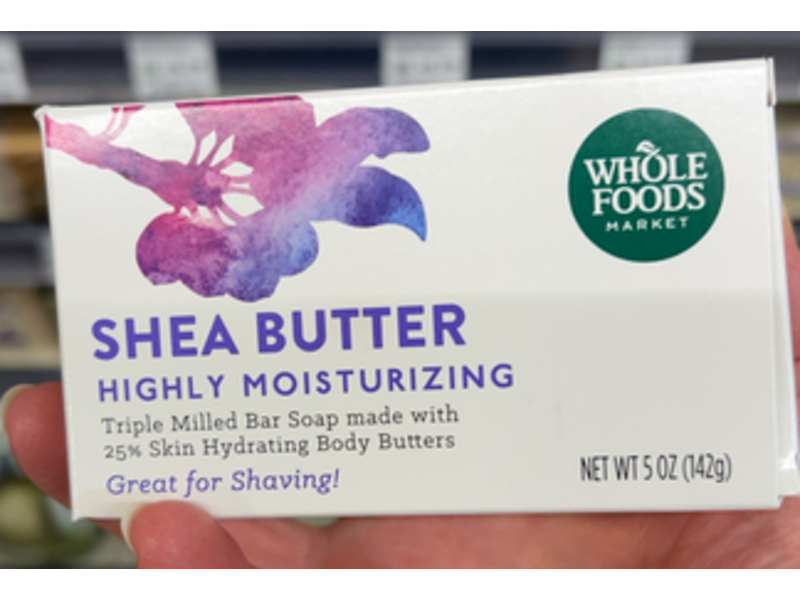 WHOLE
FOODS
MARKET
SHEA BUTTER
HIGHLY MOISTURIZING
Triple Milled Bar Soap made with
25% Skin Hydrating Body Butters
Great for Shaving!
NET WT 5 OZ (142g)